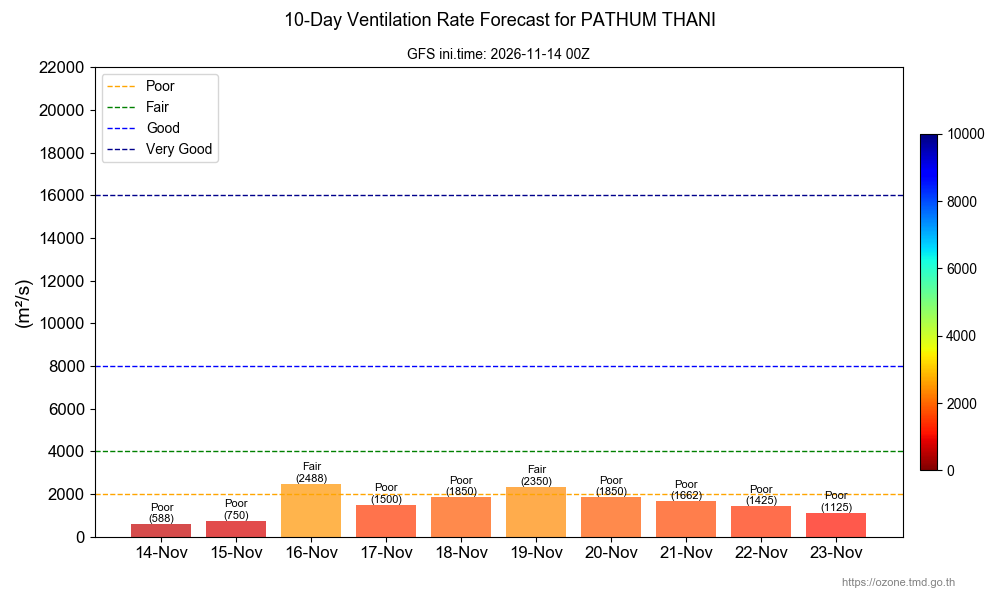 10-Day Ventilation Rate Forecast for PATHUM THANI
GFS ini.time: 2026-11-14 00Z
(m²/s)
22000
20000
18000
16000
14000
12000
10000
8000
6000
4000
2000
0
Poor
Fair
Good
Very Good
Poor
(588)
Poor
(750)
Fair
(2488)
Poor
(1500)
Poor
(1850)
Fair
(2350)
Poor
(1850)
Poor
(1662)
Poor
(1425)
Poor
(1125)
14-Nov 15-Nov 16-Nov 17-Nov 18-Nov 19-Nov 20-Nov 21-Nov 22-Nov 23-Nov
10000
8000
6000
4000
2000
0
https://ozone.tmd.go.th